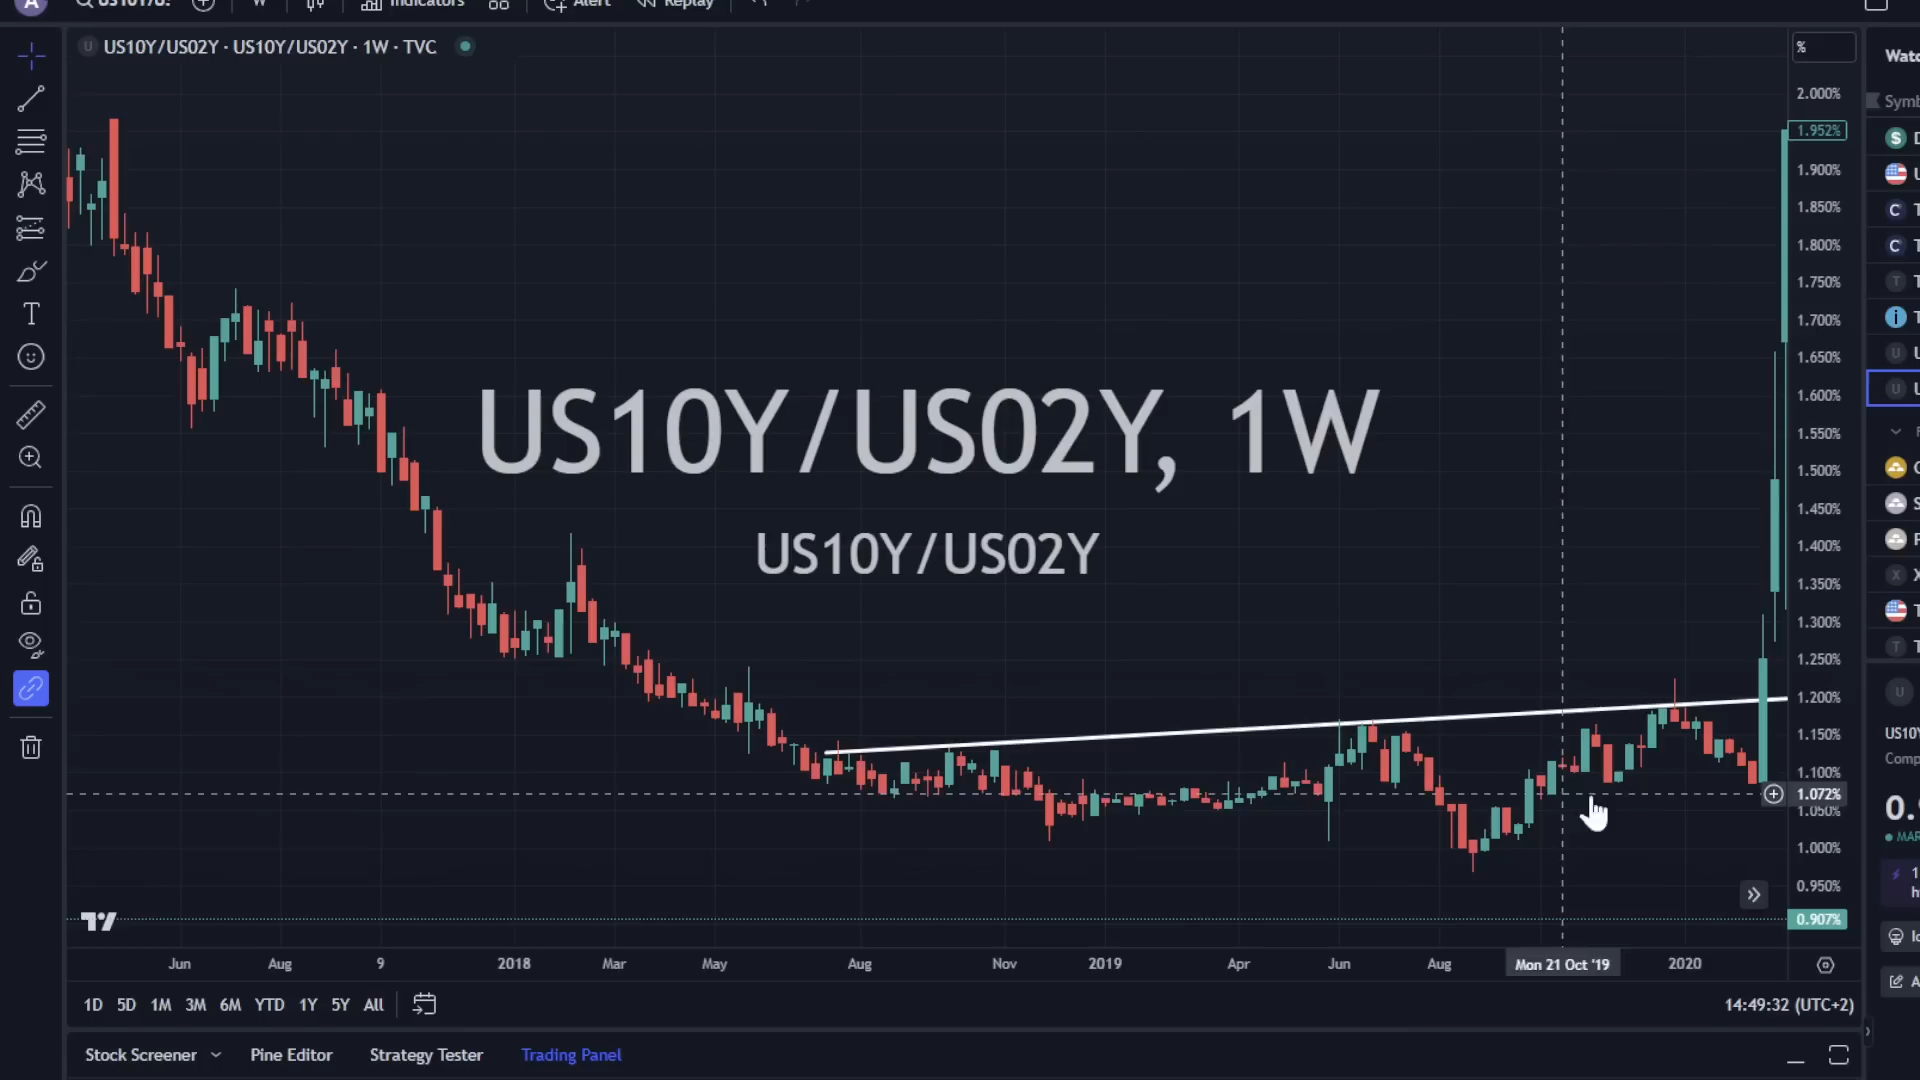 A
W
Indicators
Alert
Replay
US10Y/US02Y · US10Y/US02Y · 1W · TVC
%
Symb
2.000%
1.952%
1.900%
1.850%
1.800%
1.750%
1.700%
1.650%
1.600%
1.550%
1.500%
1.450%
1.400%
1.350%
1.300%
1.250%
1.200%
1.150%
1.100%
1.072%
1.050%
1.000%
0.950%
0.907%
US10Y/US02Y, 1W
US10Y/US02Y
US10Y
Comp
0.
MAR
Jun
Aug
9
2018
Mar
May
Aug
Nov
2019
Apr
Jun
Aug
Mon 21 Oct '19
2020
1D 5D 1M 3M 6M YTD 1Y 5Y All
14:49:32 (UTC+2)
Stock Screener
Pine Editor
Strategy Tester
Trading Panel